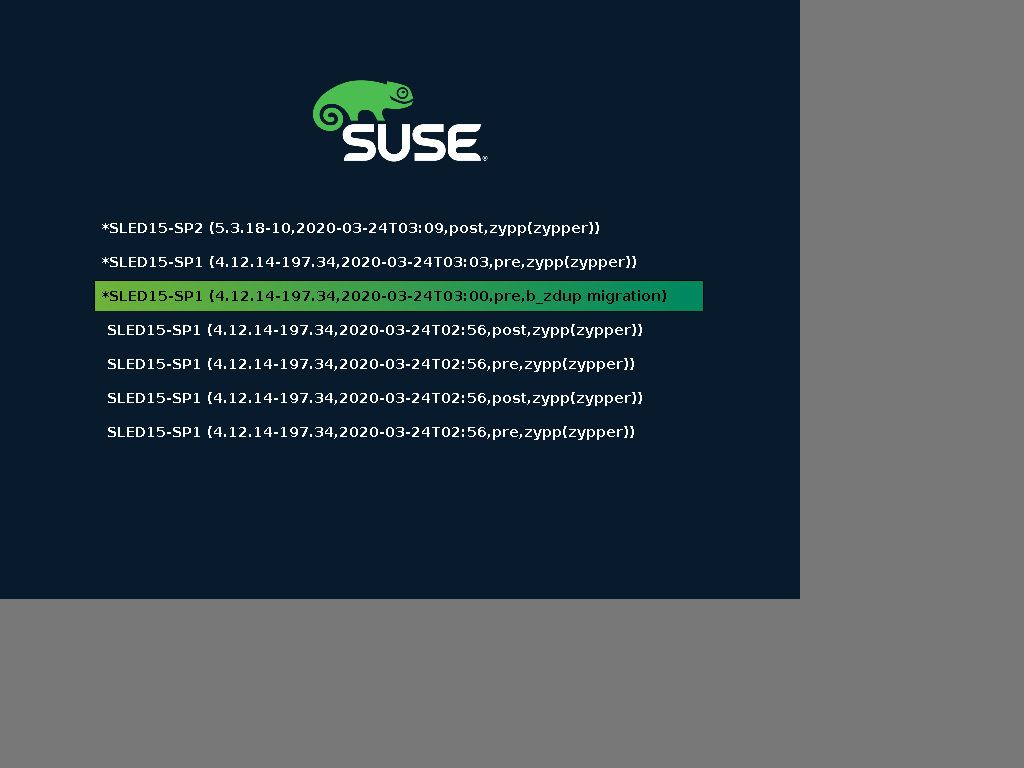 SUSE®
*SLED15-SP2 (5.3.18-10,2020-03-24T03:09,post,zypp(zypper))
*SLED15-SP1 (4.12.14-197.34,2020-03-24T03:03,pre,zypp(zypper))
*SLED15-SP1 (4.12.14-197.34,2020-03-24T03:00,pre,b_zdup migration)
SLED15-SP1 (4.12.14-197.34,2020-03-24T02:56,post,zypp(zypper))
SLED15-SP1 (4.12.14-197.34,2020-03-24T02:56,pre,zypp(zypper))
SLED15-SP1 (4.12.14-197.34,2020-03-24T02:56,post,zypp(zypper))
SLED15-SP1 (4.12.14-197.34,2020-03-24T02:56,pre,zypp(zypper))